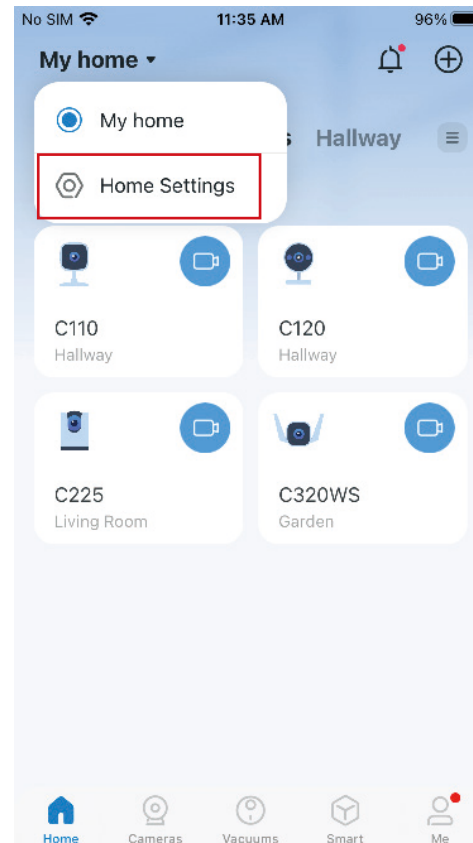 No SIM 11:35 AM 96%
My home
My home
s Hallway
Home Settings
C110 C120
Hallway Hallway
C225 C320WS
Living Room Garden
Home Cameras Vacuums Smart Me